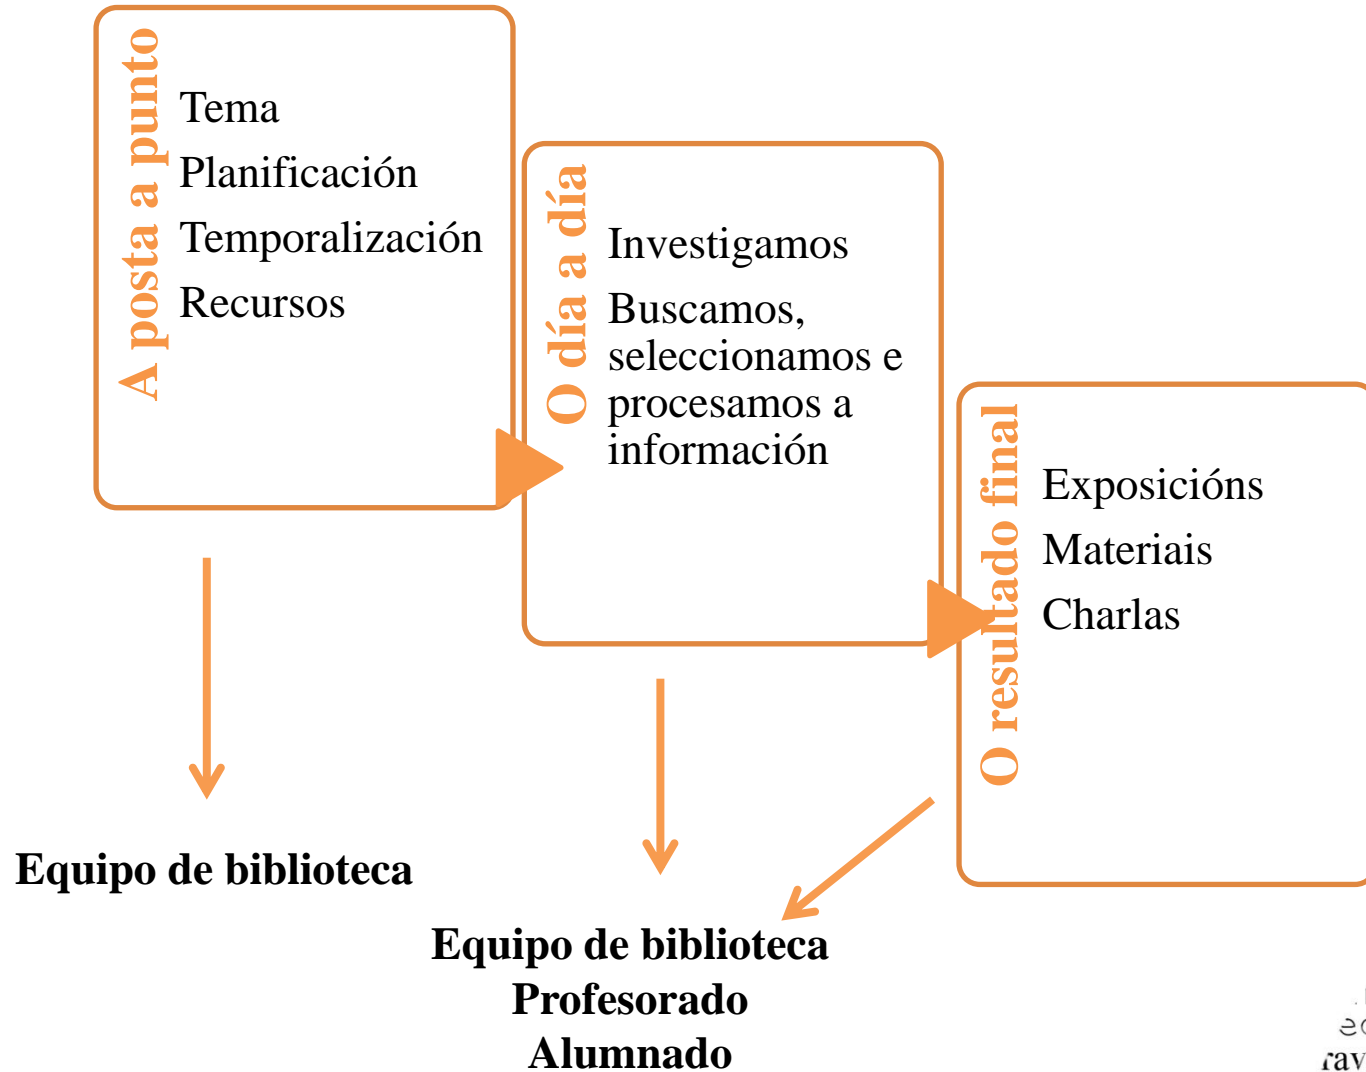 A posta a punto
Tema
Planificación
Temporalización
Recursos
O día a día
Investigamos
Buscamos,
seleccionamos e
procesamos a
información
O resultado final
Exposicións
Materiais
Charlas
Equipo de biblioteca
Equipo de biblioteca
Profesorado
Alumnado